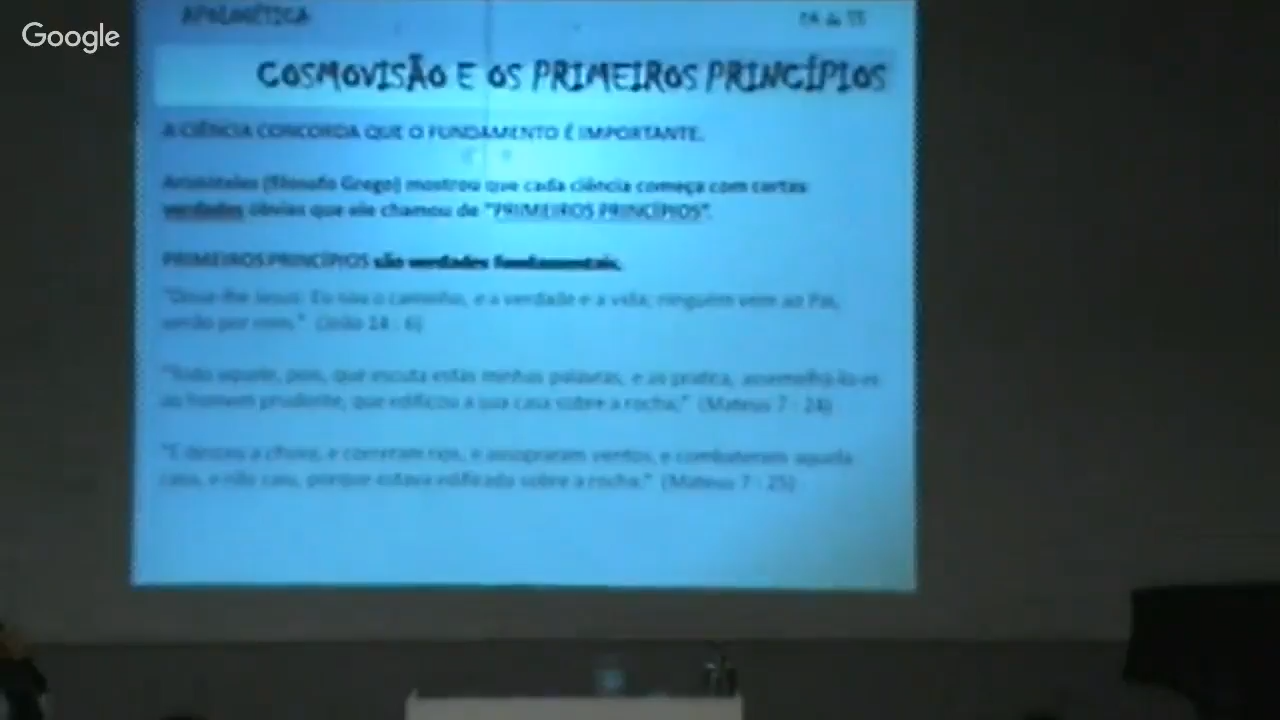 Google
APOLOGÉTICA
COSMOVISÃO E OS PRIMEIROS PRINCÍPIOS
A CIÊNCIA CONCORDA QUE O FUNDAMENTO É IMPORTANTE.
Aristóteles (filósofo Grego) mostrou que cada ciência começa com certas
verdades óbvias que ele chamou de "PRIMEIROS PRINCÍPIOS".
PRIMEIROS PRINCÍPIOS são verdades fundamentais.
"Disse-lhe Jesus: Eu sou o caminho, e a verdade e a vida; ninguém vem ao Pai,
senão por mim." (João 14 : 6)
"Todo aquele, pois, que escuta estas minhas palavras, e as pratica, assemelhá-lo-ei
ao homem prudente, que edificou a sua casa sobre a rocha;" (Mateus 7 : 24)
"E desceu a chuva, e correram rios, e assopraram ventos, e combateram aquela
casa, e não caiu, porque estava edificada sobre a rocha." (Mateus 7 : 25)